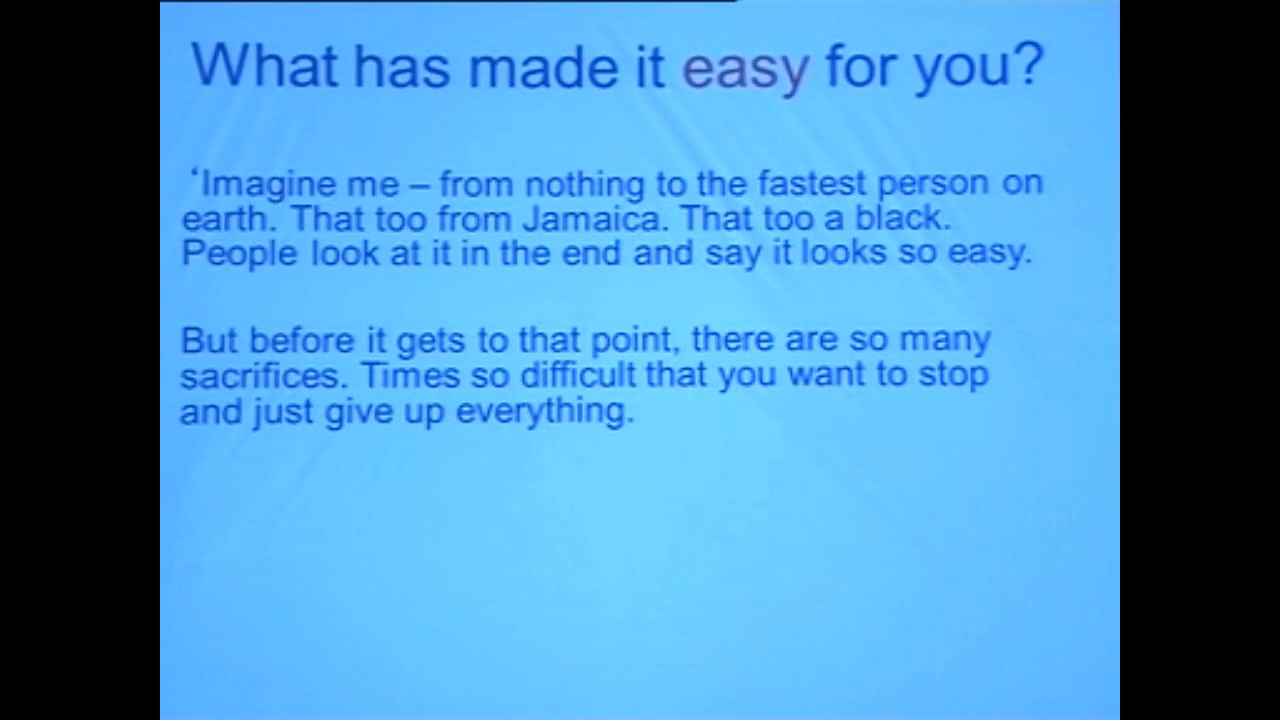 What has made it easy for you?
‘Imagine me – from nothing to the fastest person on
earth. That too from Jamaica. That too a black.
People look at it in the end and say it looks so easy.
But before it gets to that point, there are so many
sacrifices. Times so difficult that you want to stop
and just give up everything.